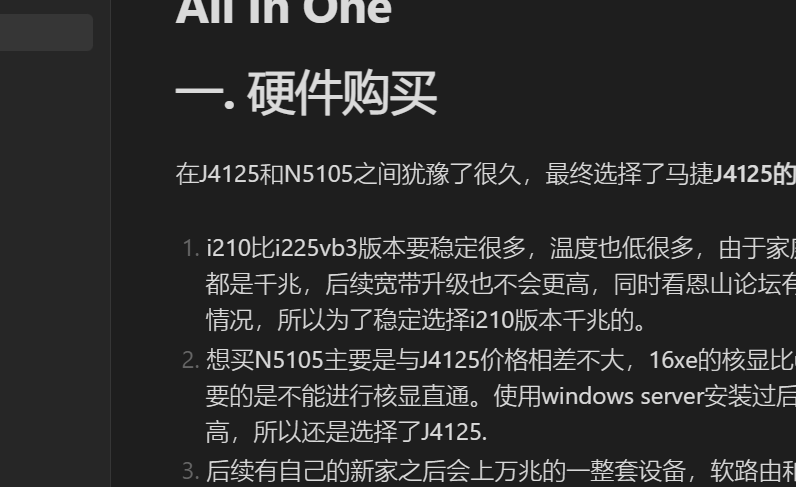 All In One
一. 硬件购买
在J4125和N5105之间犹豫了很久，最终选择了马捷J4125的
1. i210比i225vb3版本要稳定很多，温度也低很多，由于家
都是千兆，后续宽带升级也不会更高，同时看恩山论坛有
情况，所以为了稳定选择i210版本千兆的。
2. 想买N5105主要是与J4125价格相差不大，16xe的核显比
要的是不能进行核显直通。使用windows server安装过后
高，所以还是选择了J4125.
3. 后续有自己的新家之后会上万兆的一整套设备，软路由和